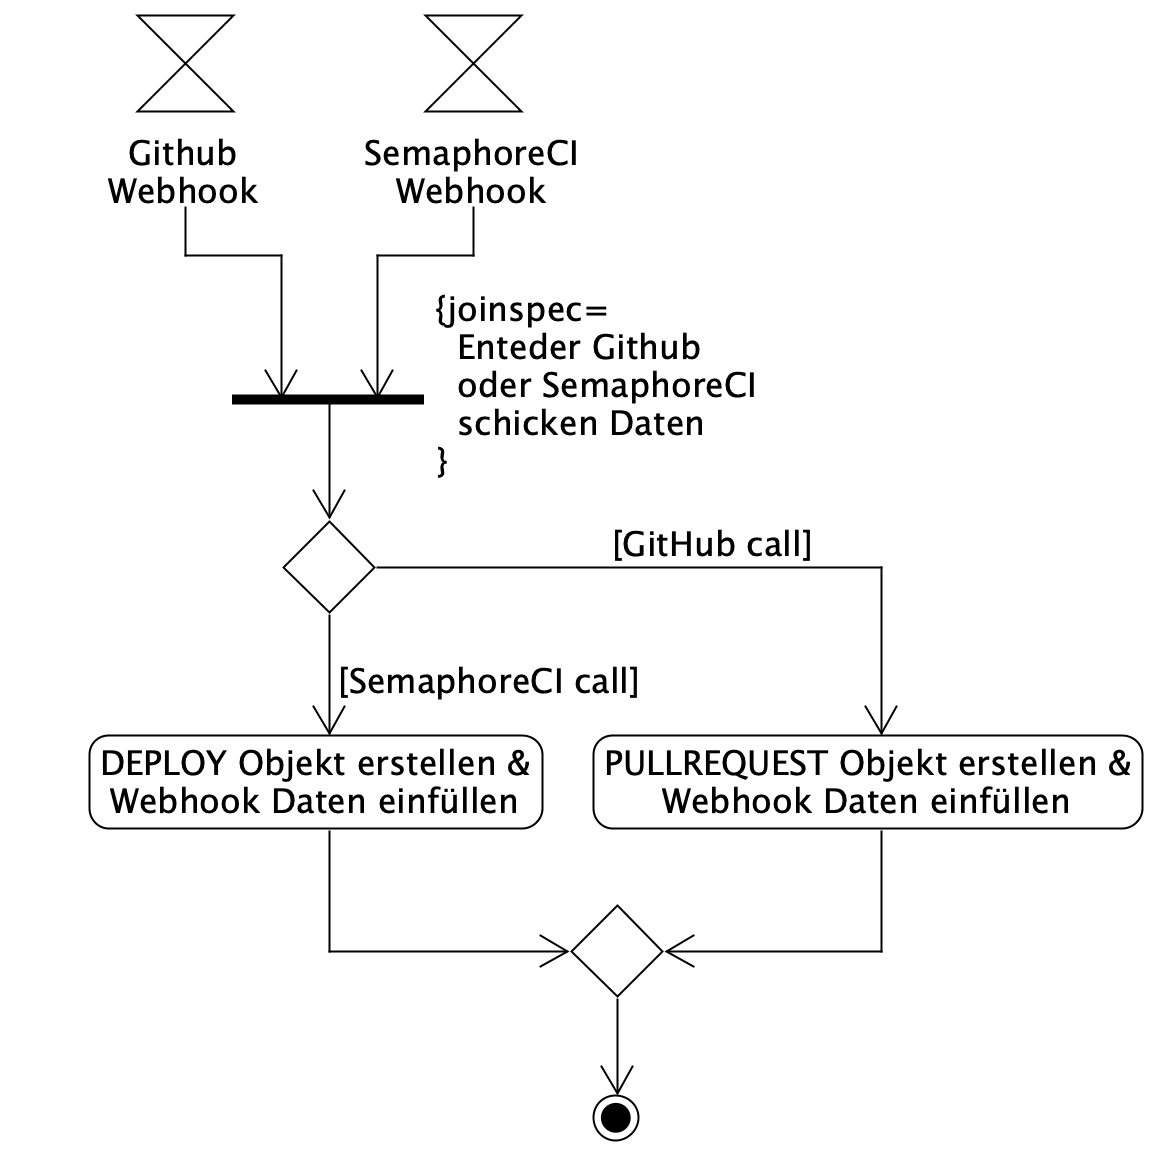 Github
Webhook
SemaphoreCI
Webhook
{joinspec=
Enteder Github
oder SemaphoreCI
schicken Daten
}
[GitHub call]
[SemaphoreCI call]
DEPLOY Objekt erstellen &
Webhook Daten einfüllen
PULLREQUEST Objekt erstellen &
Webhook Daten einfüllen